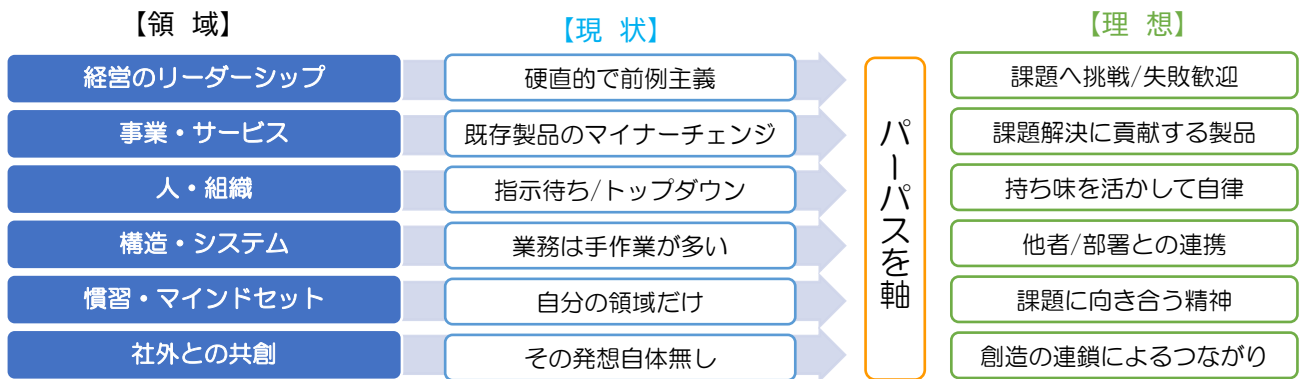 【領 域】
【現 状】
【理 想】
経営のリーダーシップ
硬直的で前例主義
課題へ挑戦/失敗歓迎
事業・サービス
既存製品のマイナーチェンジ
課題解決に貢献する製品
人・組織
指示待ち/トップダウン
持ち味を活かして自律
構造・システム
業務は手作業が多い
他者/部署との連携
慣習・マインドセット
自分の領域だけ
課題に向き合う精神
社外との共創
その発想自体無し
創造の連鎖によるつながり
パーパスを軸